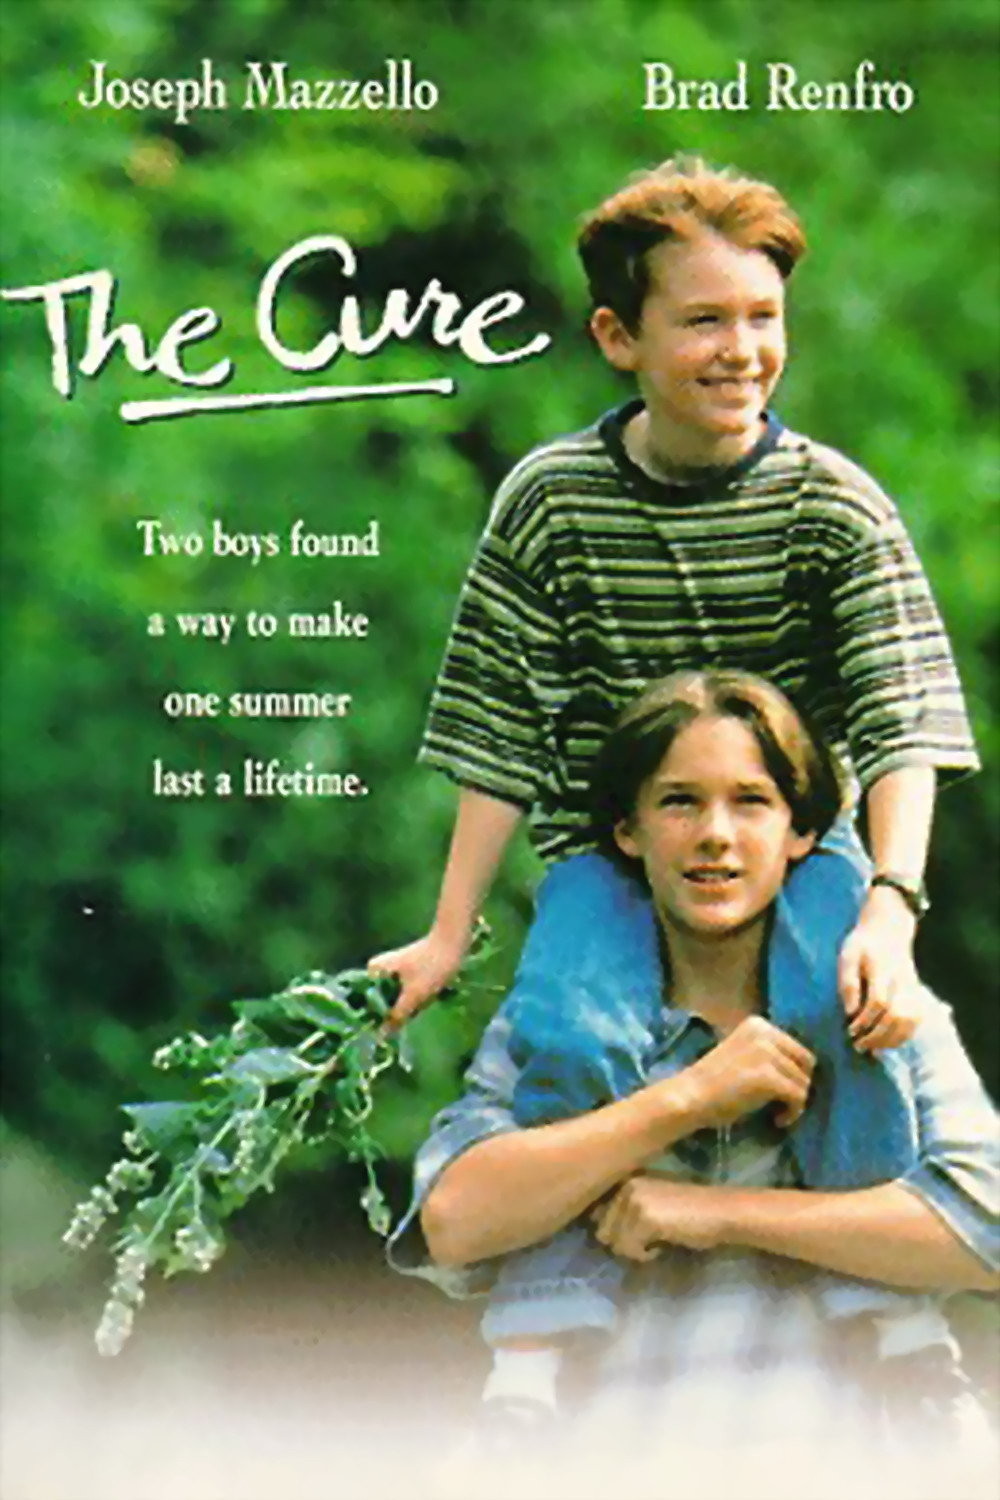 Joseph Mazzello Brad Renfro
The Cure
Two boys found
a way to make
one summer
last a lifetime.